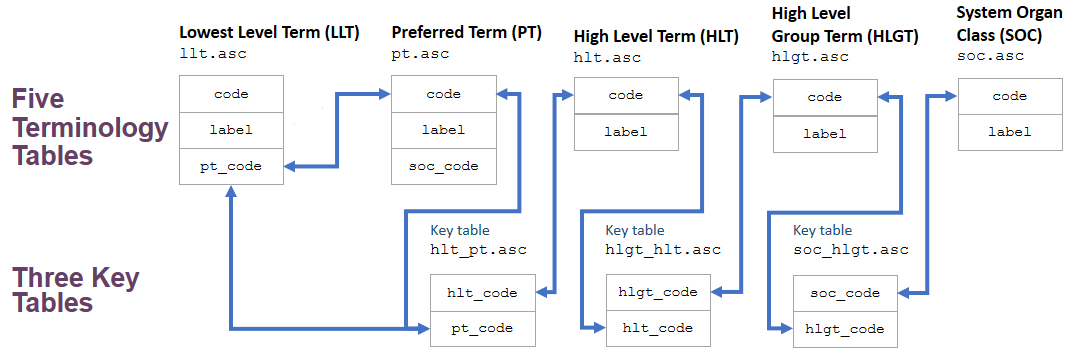 Lowest Level Term (LLT)
llt.asc
Preferred Term (PT)
pt.asc
High Level Term (HLT)
hlt.asc
High Level
Group Term (HLGT)
hlgt.asc
System Organ
Class (SOC)
soc.asc
Five
Terminology
Tables
code
label
pt_code
code
label
soc_code
code
label
code
label
code
label
Three Key
Tables
Key table
hlt_pt.asc
hlt_code
pt_code
Key table
hlgt_hlt.asc
hlgt_code
hlt_code
Key table
soc_hlgt.asc
soc_code
hlgt_code